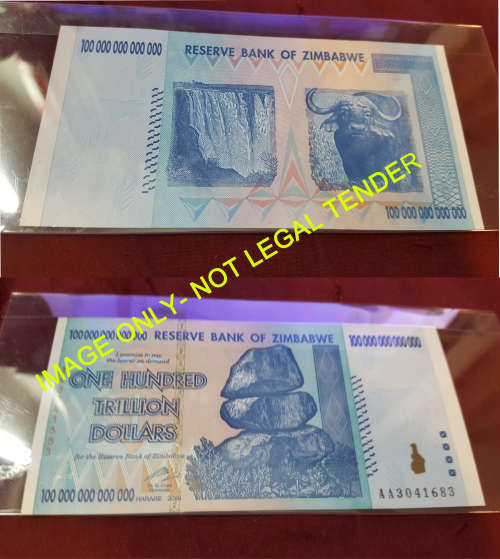 100 000 000 000 000
RESERVE BANK OF ZIMBABWE
100 000 000 000 000
IMAGE ONLY- NOT LEGAL TENDER
100 000 000 000 000 RESERVE BANK OF ZIMBABWE 100 000 000 000 000
I promise to pay
the bearer on demand
ONE HUNDRED
TRILLION
DOLLARS
for the Reserve Bank of Zimbabwe
100 000 000 000 000 HARARE 2008
AA3041683